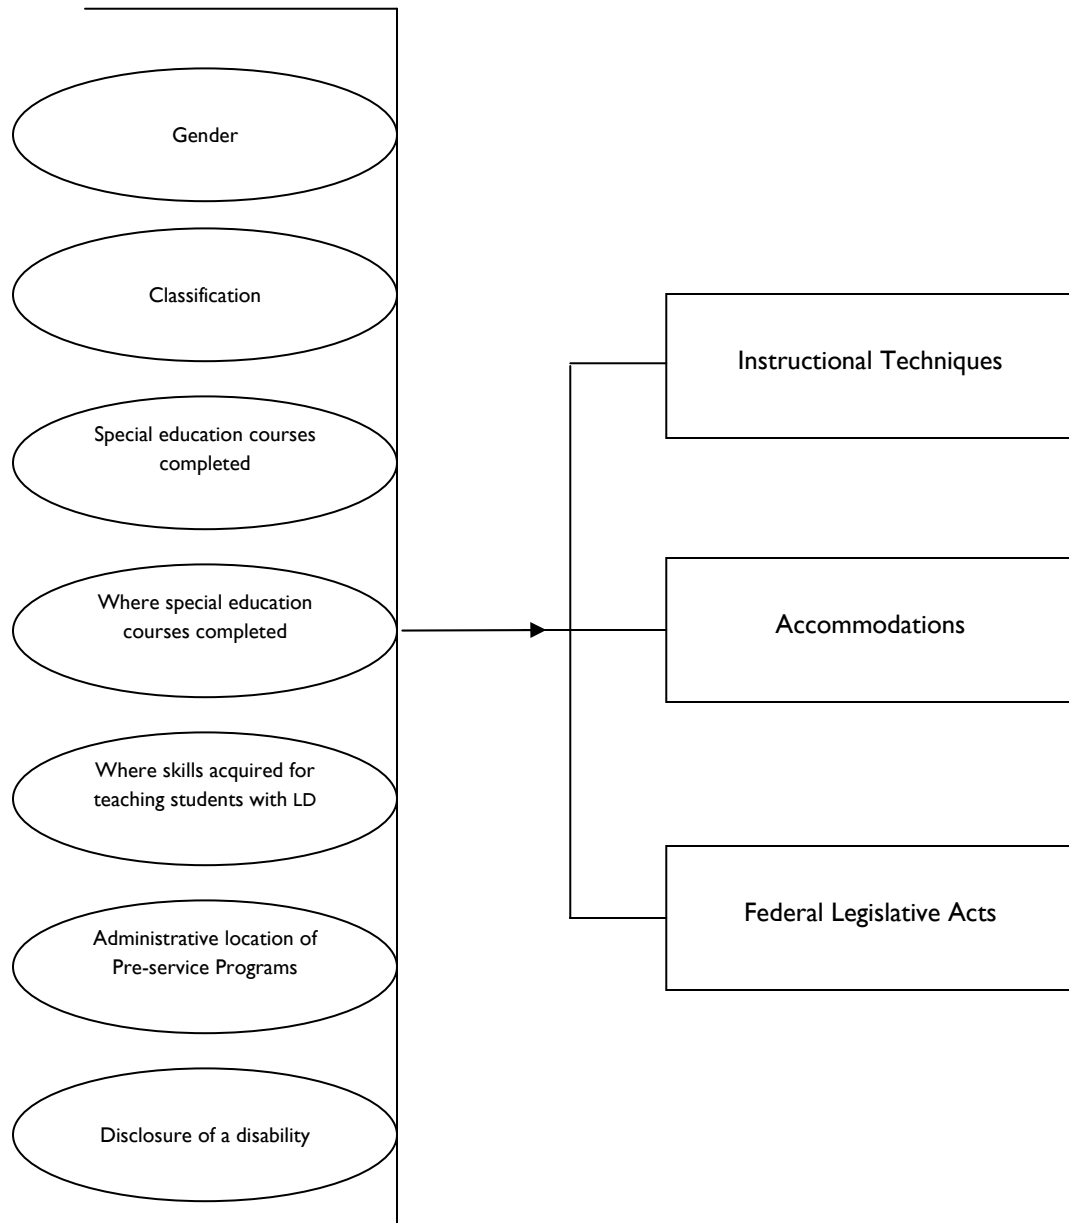 Gender
Classification
Special education courses
completed
Where special education
courses completed
Where skills acquired for
teaching students with LD
Administrative location of
Pre-service Programs
Disclosure of a disability
Instructional Techniques
Accommodations
Federal Legislative Acts